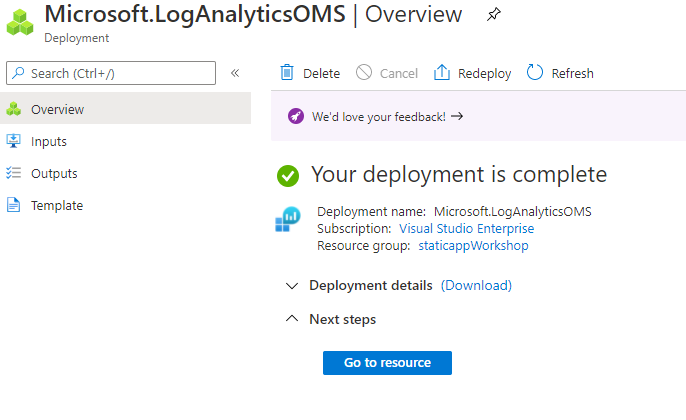 Microsoft.LogAnalyticsOMS | Overview
Deployment
Search (Ctrl+/)
«
Delete
Cancel
Redeploy
Refresh
Overview
Inputs
Outputs
Template
We'd love your feedback! →
Your deployment is complete
Deployment name: Microsoft.LogAnalyticsOMS
Subscription: Visual Studio Enterprise
Resource group: staticappWorkshop
Deployment details (Download)
Next steps
Go to resource